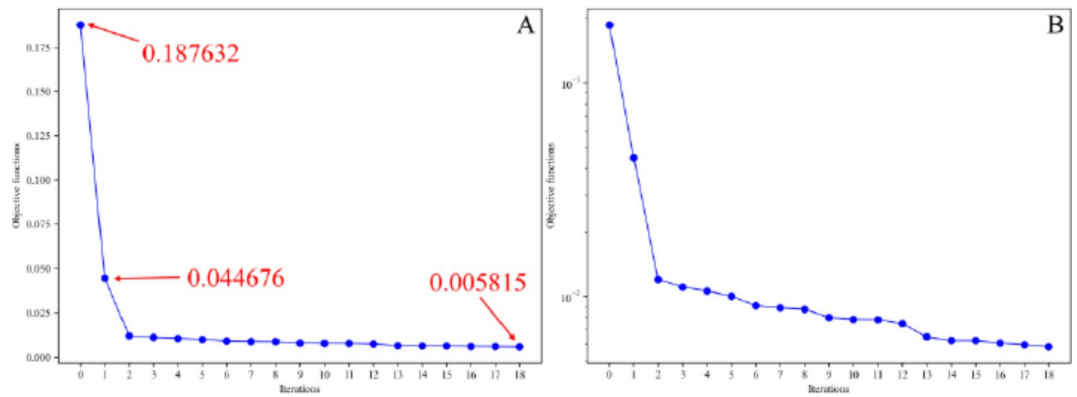 A
0.187632
0.044676
0.005815
0.175
0.150
0.125
0.100
0.075
0.050
0.025
0.000
Objective functions
0 1 2 3 4 5 6 7 8 9 10 11 12 13 14 15 16 17 18
Iterations
B
10⁻¹
10⁻²
Objective functions
0 1 2 3 4 5 6 7 8 9 10 11 12 13 14 15 16 17 18
Iterations